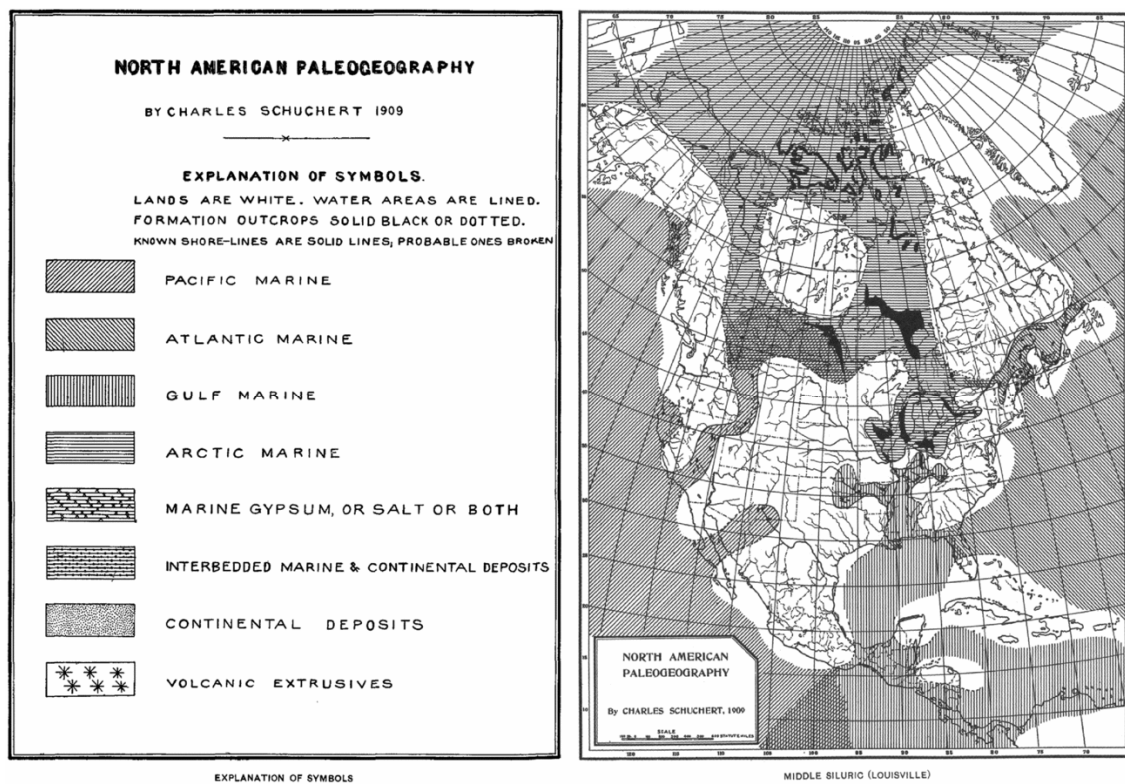 NORTH AMERICAN PALEOGEOGRAPHY
BY CHARLES SCHUCHERT 1909
EXPLANATION OF SYMBOLS.
LANDS ARE WHITE. WATER AREAS ARE LINED.
FORMATION OUTCROPS SOLID BLACK OR DOTTED.
KNOWN SHORE-LINES ARE SOLID LINES; PROBABLE ONES BROKEN
PACIFIC MARINE
ATLANTIC MARINE
GULF MARINE
ARCTIC MARINE
MARINE GYPSUM, OR SALT OR BOTH
INTERBEDDED MARINE & CONTINENTAL DEPOSITS
CONTINENTAL DEPOSITS
VOLCANIC EXTRUSIVES
EXPLANATION OF SYMBOLS
NORTH AMERICAN
PALEOGEOGRAPHY
By CHARLES SCHUCHERT, 1909
SCALE
MIDDLE SILURIC (LOUISVILLE)